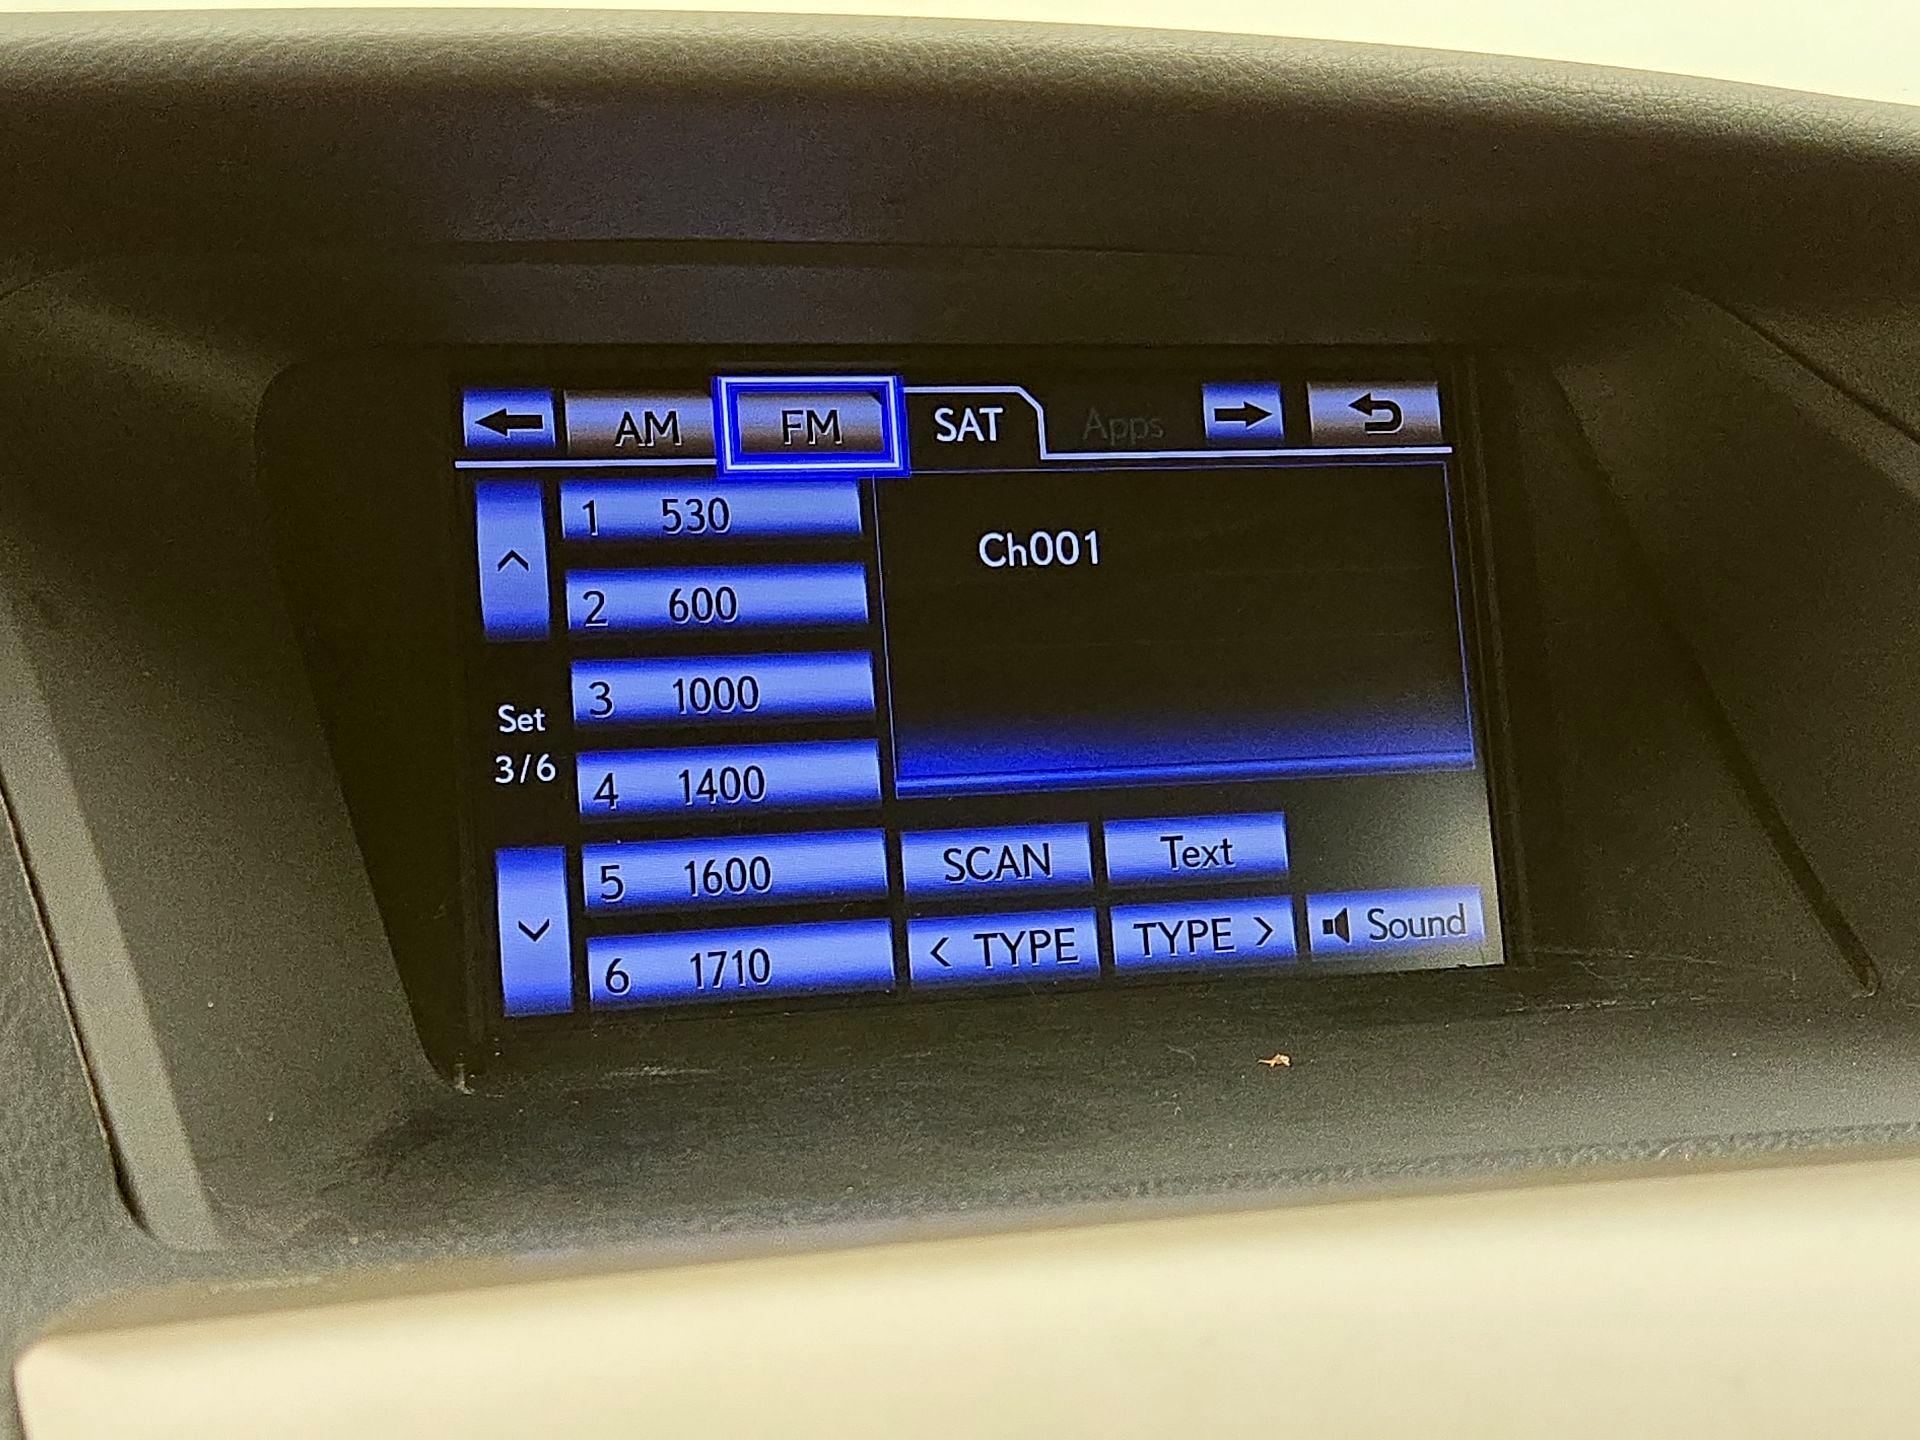 AM FM SAT Apps
1 530
2 600
3 1000
4 1400
5 1600
6 1710
Set
3/6
Ch001
SCAN Text
< TYPE TYPE > Sound